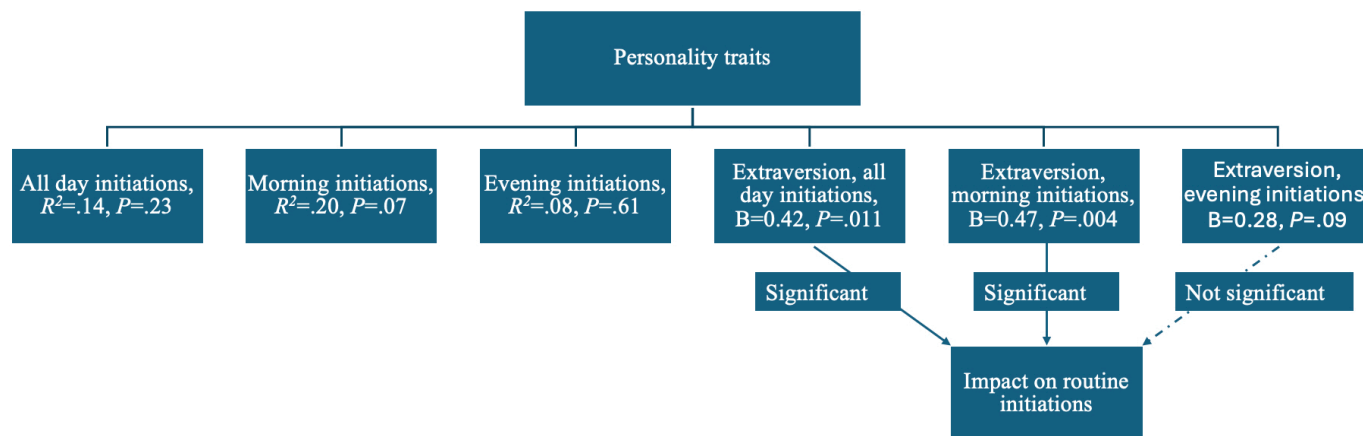 Personality traits
All day initiations,
R²=.14, P=.23
Morning initiations,
R²=.20, P=.07
Evening initiations,
R²=.08, P=.61
Extraversion, all
day initiations,
B=0.42, P=.011
Extraversion,
morning initiations,
B=0.47, P=.004
Extraversion,
evening initiations,
B=0.28, P=.09
Significant
Significant
Not significant
Impact on routine
initiations